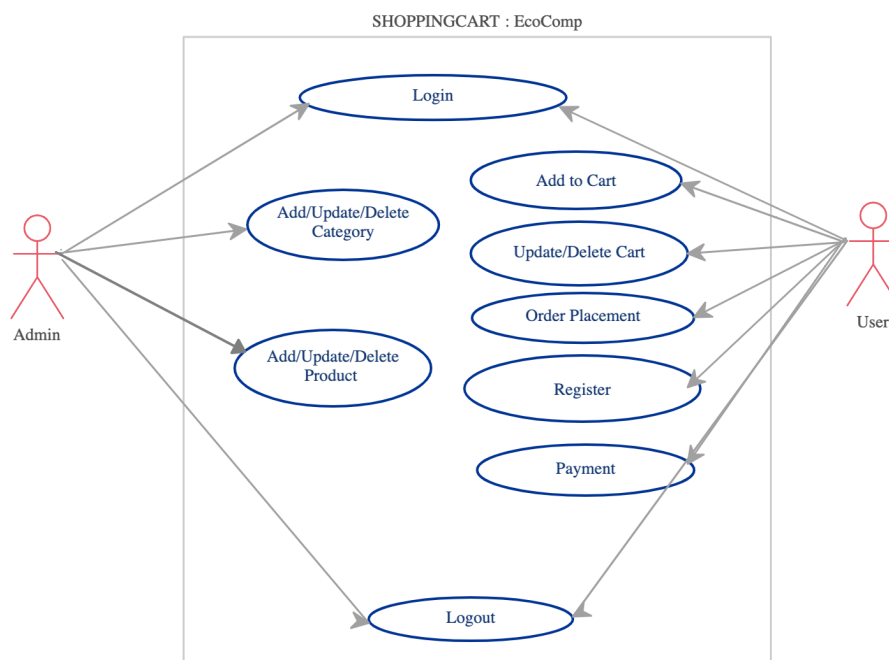 SHOPPINGCART : EcoComp
Login
Add to Cart
Add/Update/Delete
Category
Update/Delete Cart
Order Placement
Admin
User
Add/Update/Delete
Product
Register
Payment
Logout